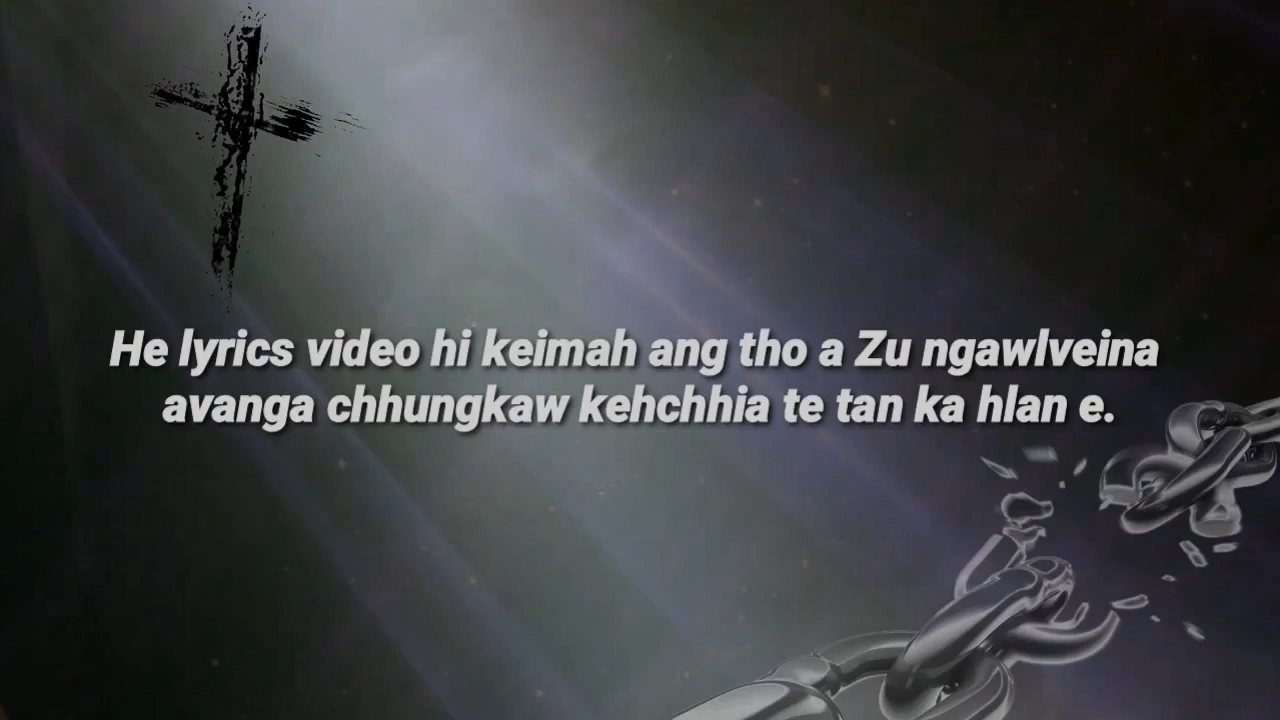 He lyrics video hi keimah ang tho a Zu ngawlveina
avanga chhungkaw kehchhia te tan ka hlan e.